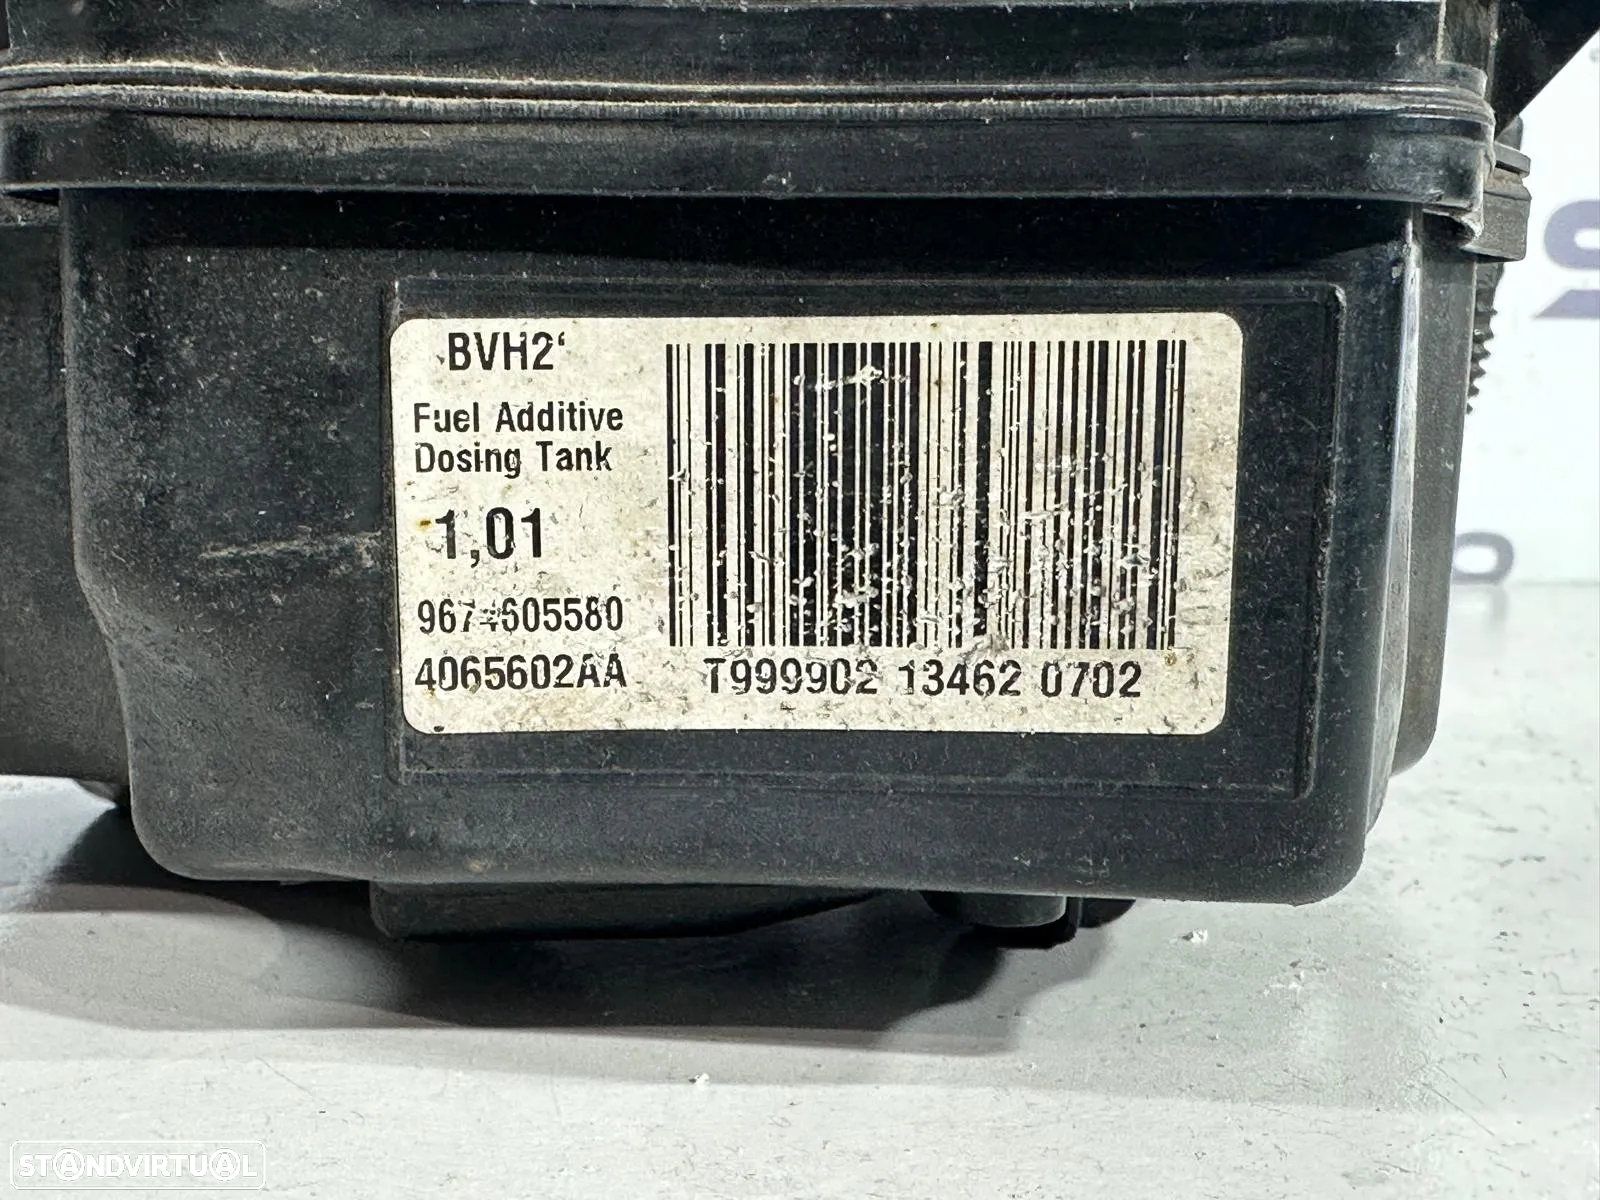 BVH2'
Fuel Additive
Dosing Tank
1,01
9674605580
4065602AA
T999902 13462 0702
STANDVIRTUAL